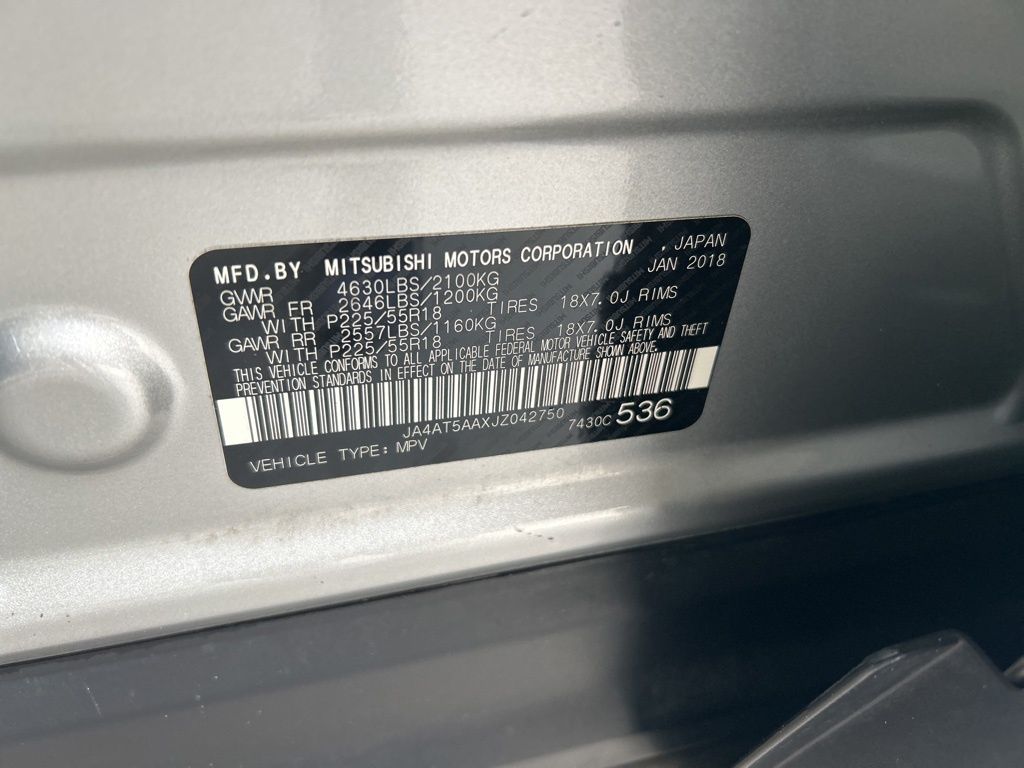 MFD.BY MITSUBISHI MOTORS CORPORATION , JAPAN
GVWR 4630LBS/2100KG JAN 2018
GAWR FR 2646LBS/1200KG
WITH P225/55R18 TIRES 18X7.0J RIMS
GAWR RR 2557LBS/1160KG
WITH P225/55R18 TIRES 18X7.0J RIMS
THIS VEHICLE CONFORMS TO ALL APPLICABLE FEDERAL MOTOR VEHICLE SAFETY AND THEFT
PREVENTION STANDARDS IN EFFECT ON THE DATE OF MANUFACTURE SHOWN ABOVE.
JA4AT5AAXJZ042750 7430C 536
VEHICLE TYPE: MPV